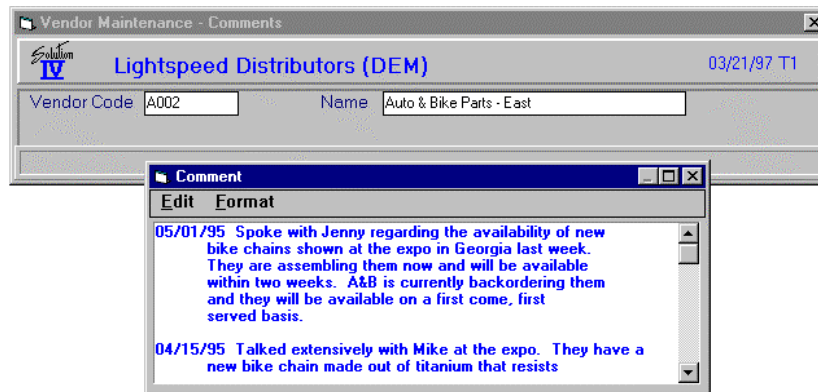 Vendor Maintenance - Comments
Solution
IV
Lightspeed Distributors (DEM)
03/21/97 T1
Vendor Code A002 Name Auto & Bike Parts - East
Comment
Edit Format
05/01/95 Spoke with Jenny regarding the availability of new
bike chains shown at the expo in Georgia last week.
They are assembling them now and will be available
within two weeks. A&B is currently backordering them
and they will be available on a first come, first
served basis.
04/15/95 Talked extensively with Mike at the expo. They have a
new bike chain made out of titanium that resists